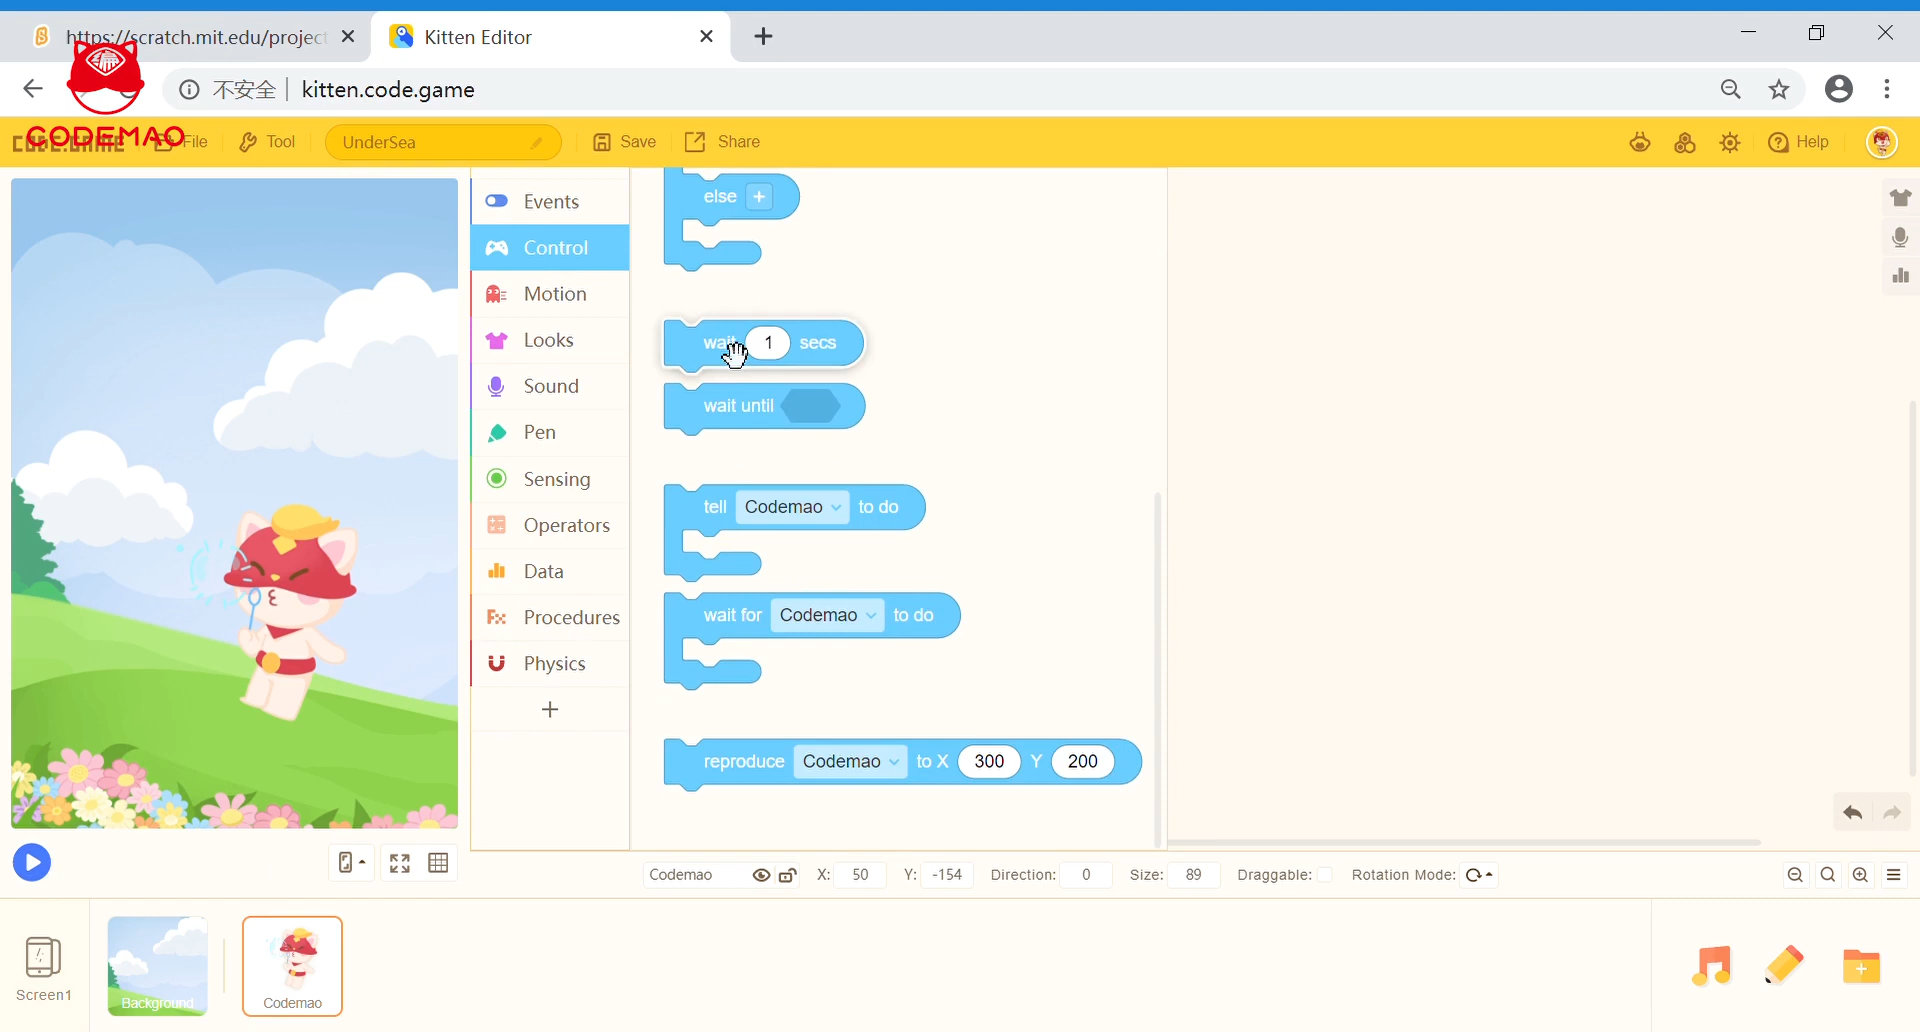 https://scratch.mit.edu/project
Kitten Editor
不安全
kitten.code.game
CODEMAO
File
Tool
UnderSea
Save
Share
Help
Events
Control
Motion
Looks
Sound
Pen
Sensing
Operators
Data
Procedures
Physics
else +
wait 1 secs
wait until
tell Codemao to do
wait for Codemao to do
reproduce Codemao to X 300 Y 200
Codemao
X: 50
Y: -154
Direction: 0
Size: 89
Draggable:
Rotation Mode:
Screen1
Background
Codemao